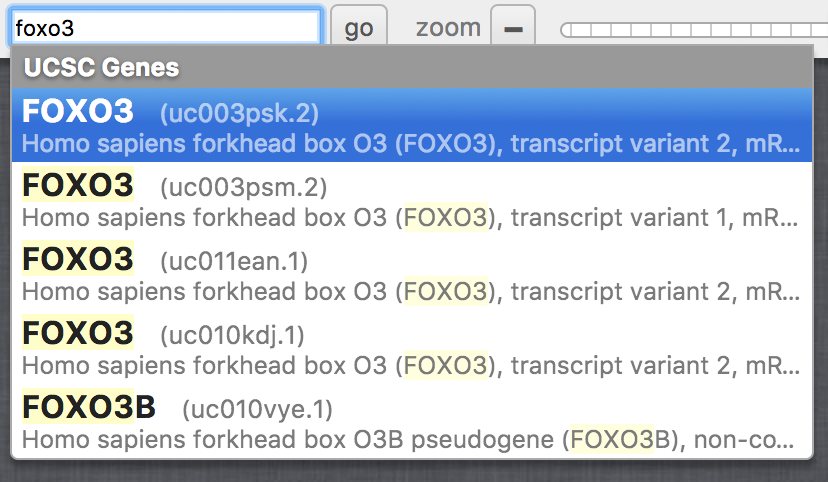 foxo3 go zoom −
UCSC Genes
FOXO3 (uc003psk.2)
Homo sapiens forkhead box O3 (FOXO3), transcript variant 2, mR...
FOXO3 (uc003psm.2)
Homo sapiens forkhead box O3 (FOXO3), transcript variant 1, mR...
FOXO3 (uc011ean.1)
Homo sapiens forkhead box O3 (FOXO3), transcript variant 2, mR...
FOXO3 (uc010kdj.1)
Homo sapiens forkhead box O3 (FOXO3), transcript variant 2, mR...
FOXO3B (uc010vye.1)
Homo sapiens forkhead box O3B pseudogene (FOXO3B), non-co...